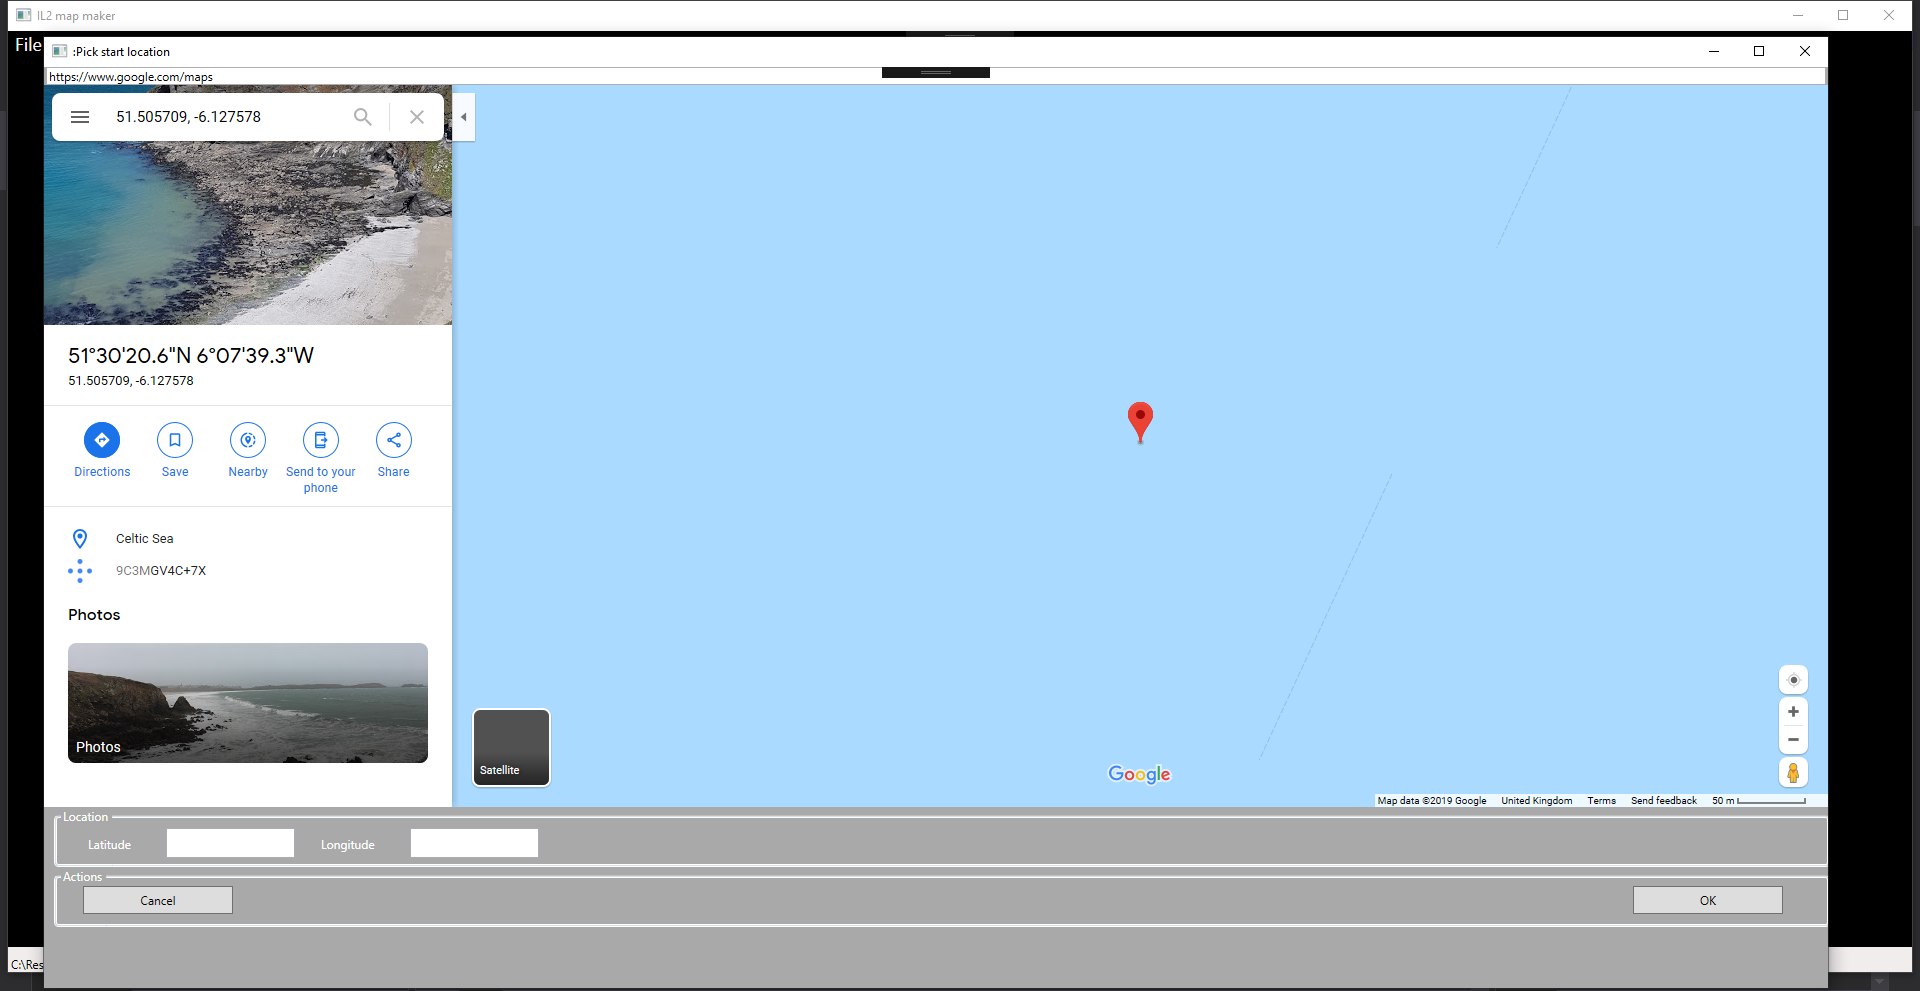 IL2 map maker
File
:Pick start location
https://www.google.com/maps
51.505709, -6.127578
51°30'20.6"N 6°07'39.3"W
51.505709, -6.127578
Directions
Save
Nearby
Send to your
phone
Share
Celtic Sea
9C3MGV4C+7X
Photos
Photos
Satellite
Google
Map data ©2019 Google United Kingdom Terms Send feedback 50 m
Location
Latitude
Longitude
Actions
Cancel
OK
C:\Res